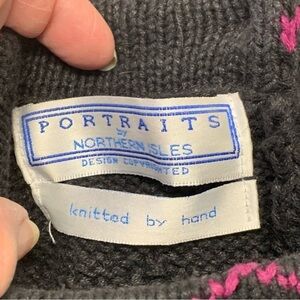 PORTRAITS
by
NORTHERN ISLES
DESIGN COPYRIGHTED
knitted by hand